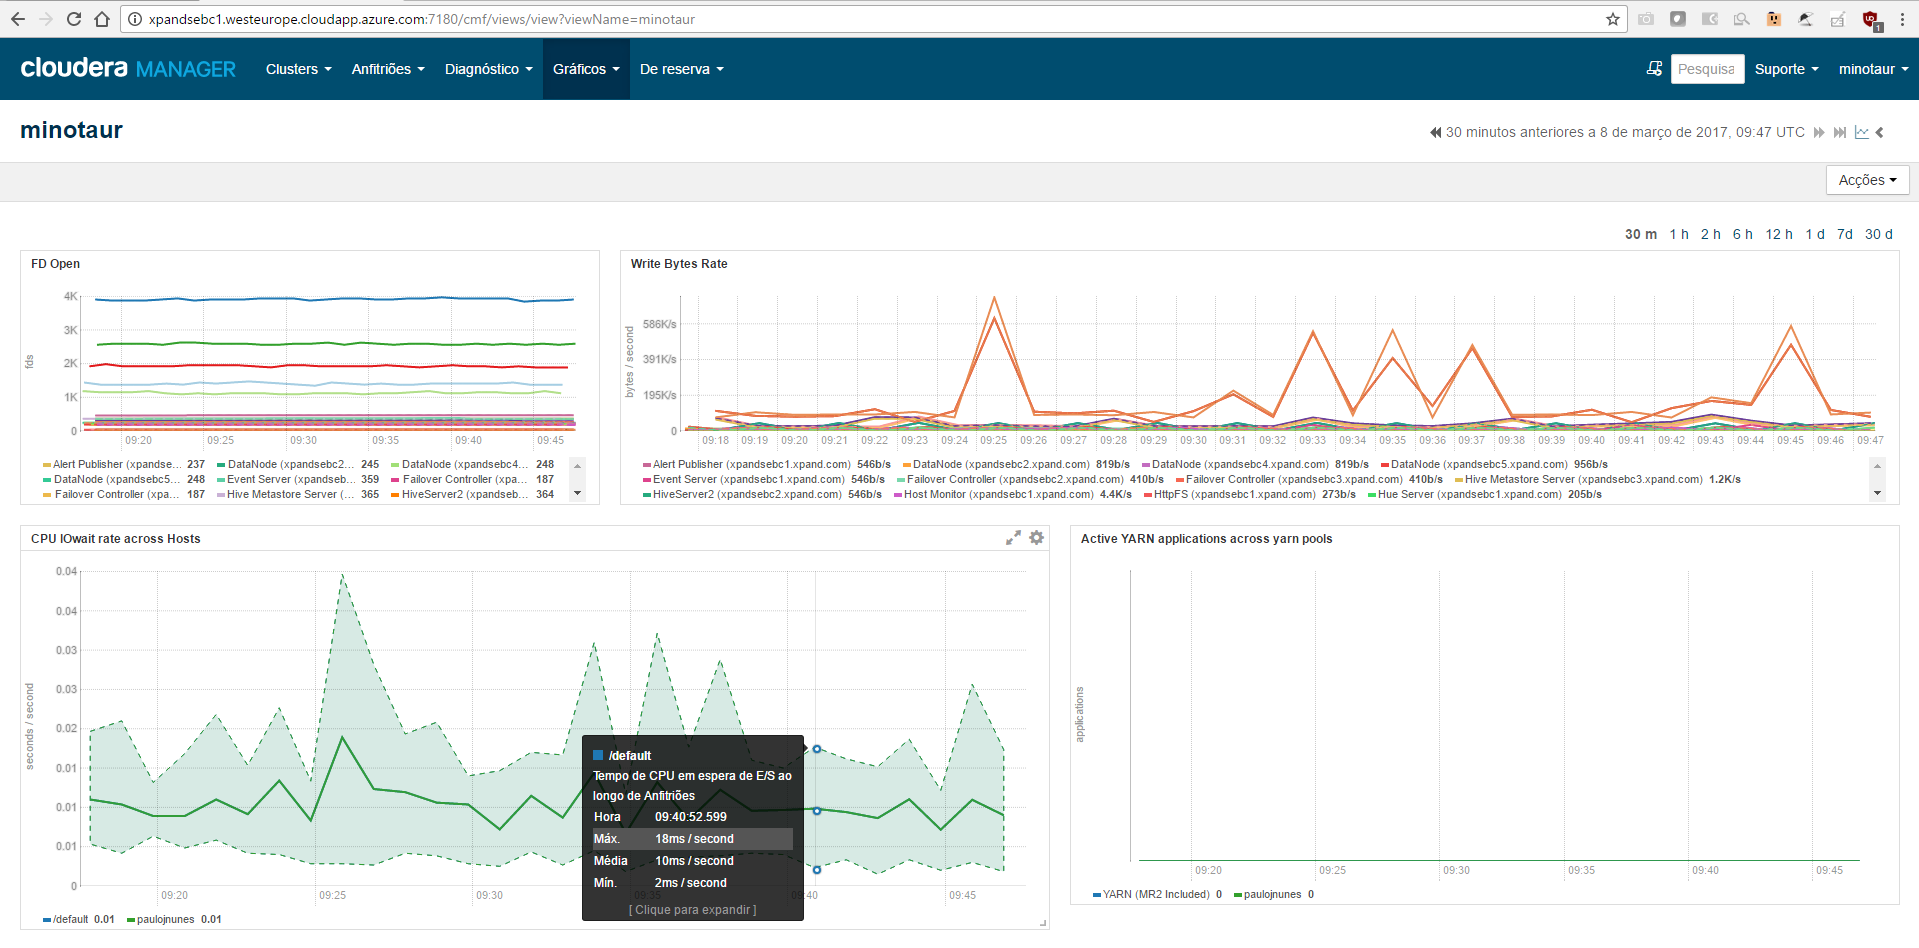 xpandsebc1.westeurope.cloudapp.azure.com:7180/cmf/views/view?viewName=minotaur
1
cloudera MANAGER Clusters Anfitriões Diagnóstico Gráficos De reserva Pesquisa Suporte minotaur
minotaur
30 minutos anteriores a 8 de março de 2017, 09:47 UTC
Acções
30 m 1 h 2 h 6 h 12 h 1 d 7d 30 d
FD Open
fds
4K
3K
2K
1K
0
09:20 09:25 09:30 09:35 09:40 09:45
Alert Publisher (xpandse... 237 DataNode (xpandsebc2... 245 DataNode (xpandsebc4... 248
DataNode (xpandsebc5... 248 Event Server (xpandseb... 359 Failover Controller (xpa... 187
Failover Controller (xpa... 187 Hive Metastore Server (... 365 HiveServer2 (xpandseb... 364
Write Bytes Rate
bytes / second
586K/s
391K/s
195K/s
0
09:18 09:19 09:20 09:21 09:22 09:23 09:24 09:25 09:26 09:27 09:28 09:29 09:30 09:31 09:32 09:33 09:34 09:35 09:36 09:37 09:38 09:39 09:40 09:41 09:42 09:43 09:44 09:45 09:46 09:47
Alert Publisher (xpandsebc1.xpand.com) 546b/s DataNode (xpandsebc2.xpand.com) 819b/s DataNode (xpandsebc4.xpand.com) 819b/s DataNode (xpandsebc5.xpand.com) 956b/s
Event Server (xpandsebc1.xpand.com) 546b/s Failover Controller (xpandsebc2.xpand.com) 410b/s Failover Controller (xpandsebc3.xpand.com) 410b/s Hive Metastore Server (xpandsebc3.xpand.com) 1.2K/s
HiveServer2 (xpandsebc2.xpand.com) 546b/s Host Monitor (xpandsebc1.xpand.com) 4.4K/s HttpFS (xpandsebc1.xpand.com) 273b/s Hue Server (xpandsebc1.xpand.com) 205b/s
CPU IOwait rate across Hosts
seconds / second
0.04
0.04
0.03
0.03
0.02
0.01
0.01
0.01
0
09:20 09:25 09:30 09:35 09:40 09:45
/default 0.01 paulojnunes 0.01
/default
Tempo de CPU em espera de E/S ao
longo de Anfitriões
Hora 09:40:52.599
Máx. 18ms / second
Média 10ms / second
Mín. 2ms / second
[ Clique para expandir ]
Active YARN applications across yarn pools
applications
09:20 09:25 09:30 09:35 09:40 09:45
YARN (MR2 Included) 0 paulojnunes 0